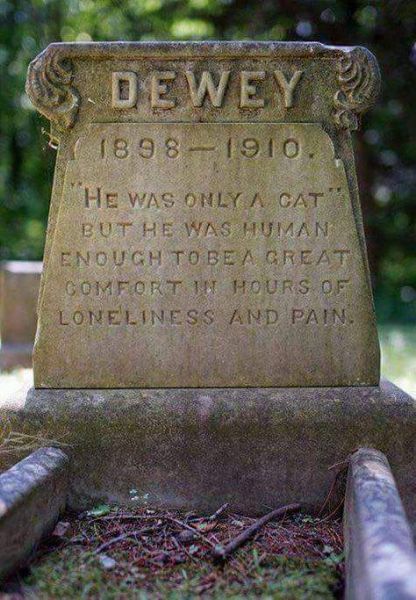 DEWEY
1898–1910.
"HE WAS ONLY A CAT"
BUT HE WAS HUMAN
ENOUGH TO BE A GREAT
COMFORT IN HOURS OF
LONELINESS AND PAIN.